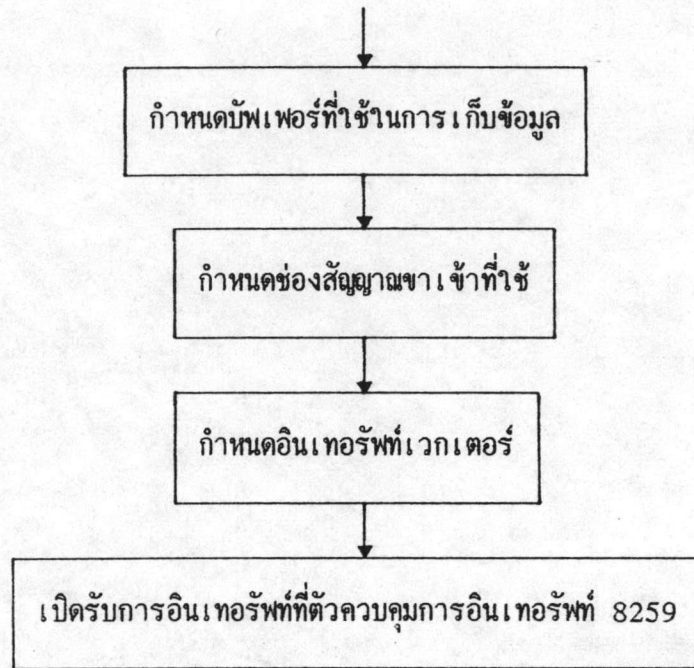 กำหนดบัพเฟอร์ที่ใช้ในการเก็บข้อมูล
กำหนดช่องสัญญาณขาเข้าที่ใช้
กำหนดอินเทอรัฟท์เวกเตอร์
เปิดรับการอินเทอรัฟท์ที่ตัวควบคุมการอินเทอรัฟท์ 8259